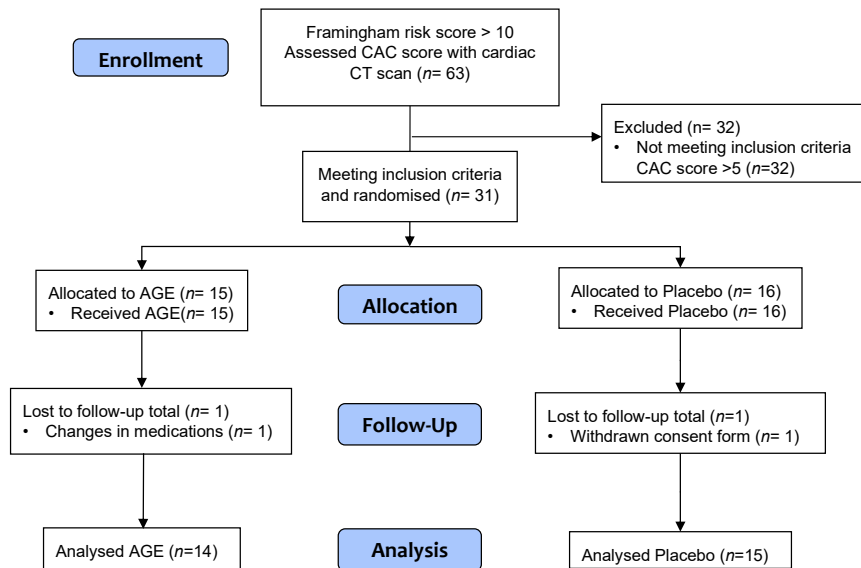 Enrollment
Framingham risk score > 10
Assessed CAC score with cardiac
CT scan (n= 63)
Excluded (n= 32)
• Not meeting inclusion criteria
CAC score >5 (n=32)
Meeting inclusion criteria
and randomised (n= 31)
Allocated to AGE (n= 15)
• Received AGE(n= 15)
Allocation
Allocated to Placebo (n= 16)
• Received Placebo (n= 16)
Lost to follow-up total (n= 1)
• Changes in medications (n= 1)
Follow-Up
Lost to follow-up total (n=1)
• Withdrawn consent form (n= 1)
Analysed AGE (n=14)
Analysis
Analysed Placebo (n=15)